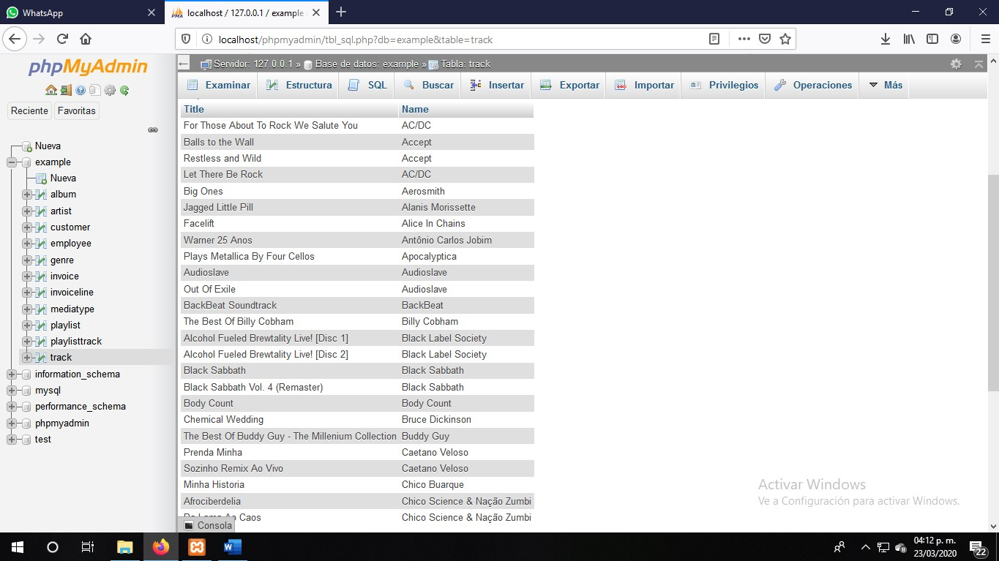 WhatsApp
localhost / 127.0.0.1 / example
localhost/phpmyadmin/tbl_sql.php?db=example&table=track
phpMyAdmin
Reciente Favoritas
Nueva
example
Nueva
album
artist
customer
employee
genre
invoice
invoiceline
mediatype
playlist
playlisttrack
track
information_schema
mysql
performance_schema
phpmyadmin
test
Servidor: 127.0.0.1 » Base de datos: example » Tabla: track
Examinar Estructura SQL Buscar Insertar Exportar Importar Privilegios Operaciones Más
Title Name
For Those About To Rock We Salute You AC/DC
Balls to the Wall Accept
Restless and Wild Accept
Let There Be Rock AC/DC
Big Ones Aerosmith
Jagged Little Pill Alanis Morissette
Facelift Alice In Chains
Warner 25 Anos Antônio Carlos Jobim
Plays Metallica By Four Cellos Apocalyptica
Audioslave Audioslave
Out Of Exile Audioslave
BackBeat Soundtrack BackBeat
The Best Of Billy Cobham Billy Cobham
Alcohol Fueled Brewtality Live! [Disc 1] Black Label Society
Alcohol Fueled Brewtality Live! [Disc 2] Black Label Society
Black Sabbath Black Sabbath
Black Sabbath Vol. 4 (Remaster) Black Sabbath
Body Count Body Count
Chemical Wedding Bruce Dickinson
The Best Of Buddy Guy - The Millenium Collection Buddy Guy
Prenda Minha Caetano Veloso
Sozinho Remix Ao Vivo Caetano Veloso
Minha Historia Chico Buarque
Afrociberdelia Chico Science & Nação Zumbi
Da Lama Ao Caos Chico Science & Nação Zumbi
Consola
Activar Windows
Ve a Configuración para activar Windows.
04:12 p. m.
23/03/2020
22